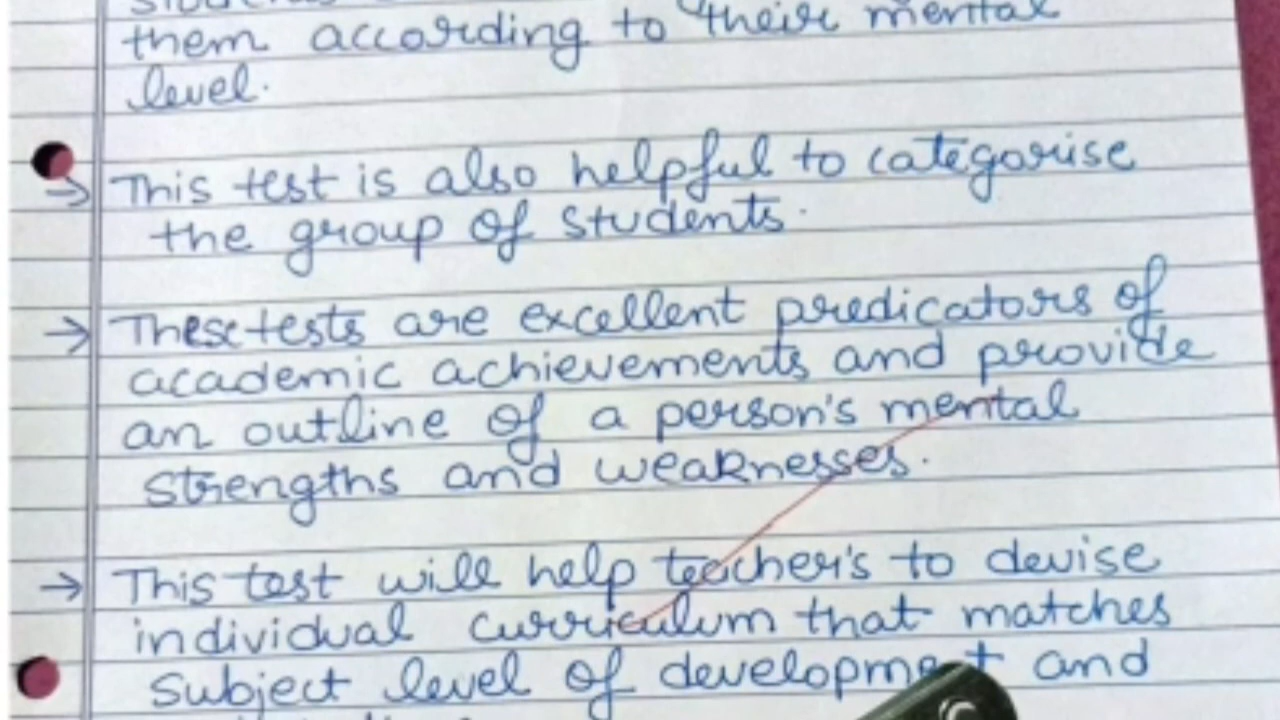 them according to their mental
level.
→ This test is also helpful to categorise
the group of students.
→ These tests are excellent predicators of
academic achievements and provide
an outline of a person's mental
strengths and weaknesses.
→ This test will help teacher's to devise
individual curriculum that matches
subject level of development and